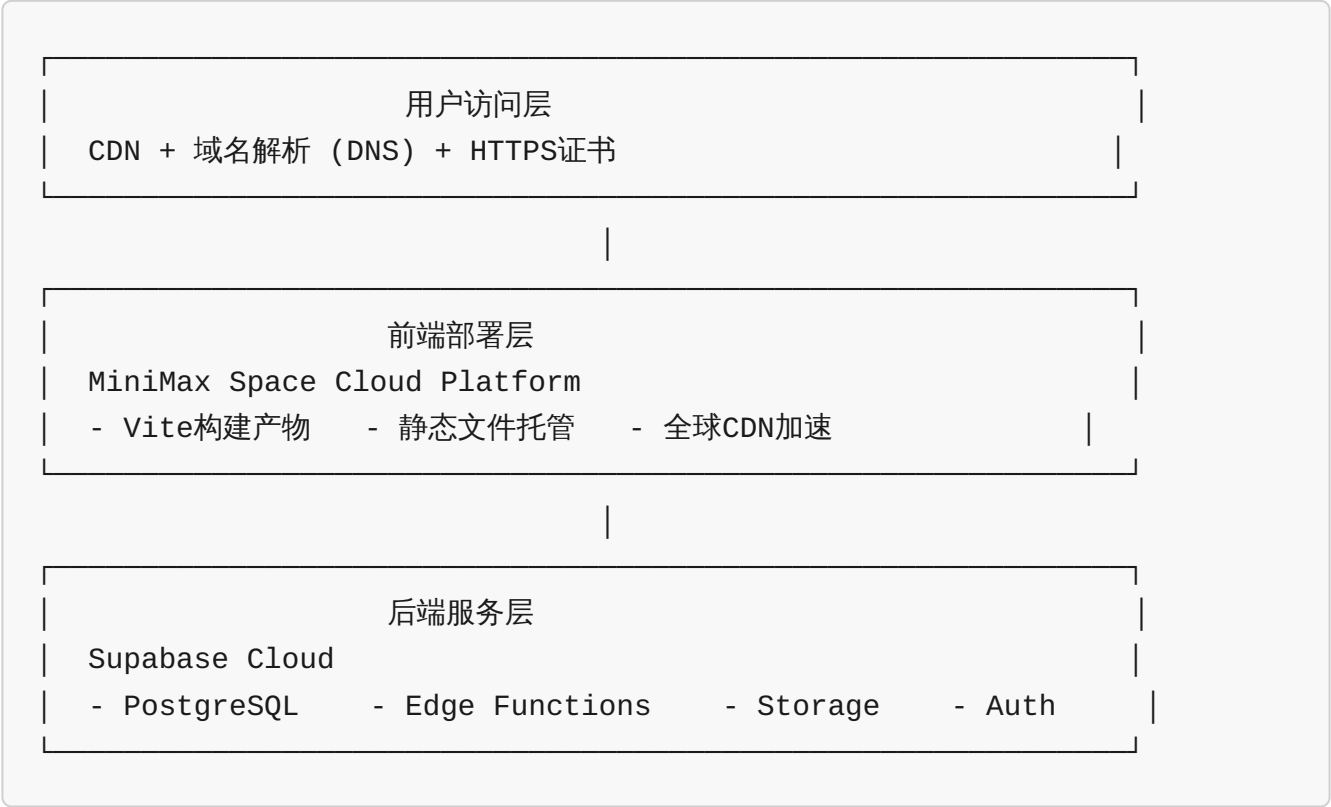 用户访问层
CDN + 域名解析 (DNS) + HTTPS证书
前端部署层
MiniMax Space Cloud Platform
- Vite构建产物   - 静态文件托管   - 全球CDN加速
后端服务层
Supabase Cloud
- PostgreSQL    - Edge Functions    - Storage    - Auth